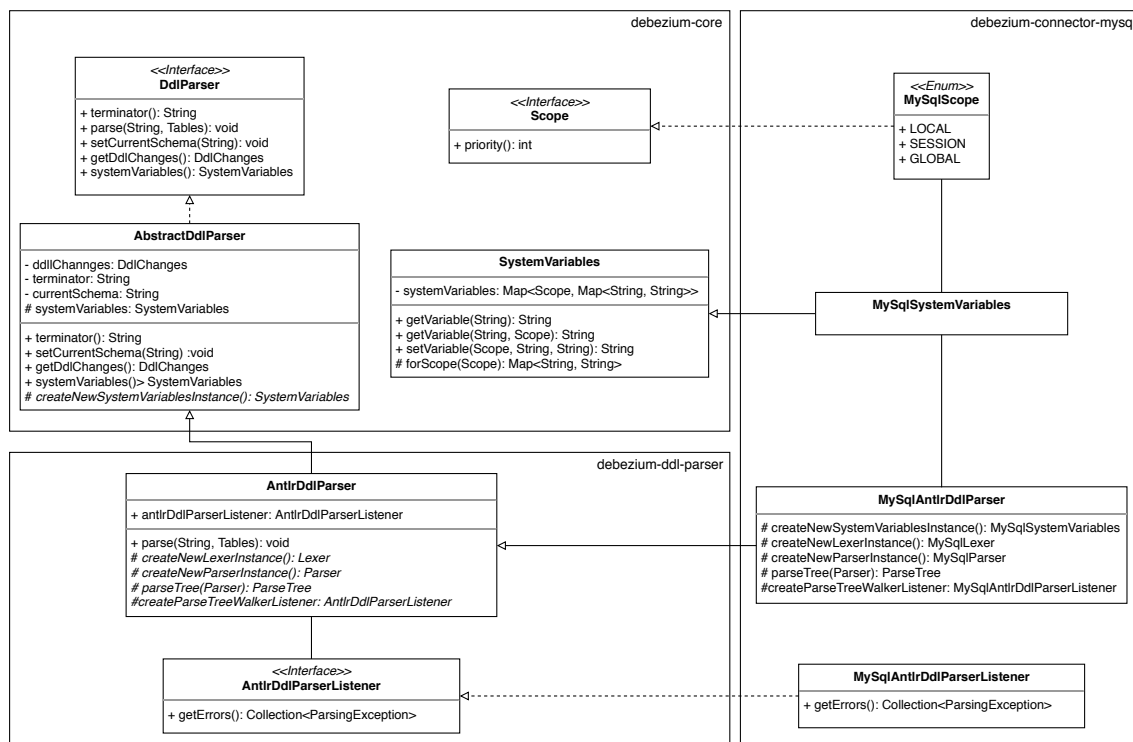 debezium-core
<<Interface>>
DdlParser
+ terminator(): String
+ parse(String, Tables): void
+ setCurrentSchema(String): void
+ getDdlChanges(): DdlChanges
+ systemVariables(): SystemVariables
<<Interface>>
Scope
+ priority(): int
AbstractDdlParser
- ddllChannges: DdlChanges
- terminator: String
- currentSchema: String
# systemVariables: SystemVariables
+ terminator(): String
+ setCurrentSchema(String) :void
+ getDdlChanges(): DdlChanges
+ systemVariables()> SystemVariables
# createNewSystemVariablesInstance(): SystemVariables
SystemVariables
- systemVariables: Map<Scope, Map<String, String>>
+ getVariable(String): String
+ getVariable(String, Scope): String
+ setVariable(Scope, String, String): String
# forScope(Scope): Map<String, String>
debezium-connector-mysql
<<Enum>>
MySqlScope
+ LOCAL
+ SESSION
+ GLOBAL
MySqlSystemVariables
debezium-ddl-parser
AntlrDdlParser
+ antlrDdlParserListener: AntlrDdlParserListener
+ parse(String, Tables): void
# createNewLexerInstance(): Lexer
# createNewParserInstance(): Parser
# parseTree(Parser): ParseTree
#createParseTreeWalkerListener: AntlrDdlParserListener
<<Interface>>
AntlrDdlParserListener
+ getErrors(): Collection<ParsingException>
MySqlAntlrDdlParser
# createNewSystemVariablesInstance(): MySqlSystemVariables
# createNewLexerInstance(): MySqlLexer
# createNewParserInstance(): MySqlParser
# parseTree(Parser): ParseTree
#createParseTreeWalkerListener: MySqlAntlrDdlParserListener
MySqlAntlrDdlParserListener
+ getErrors(): Collection<ParsingException>